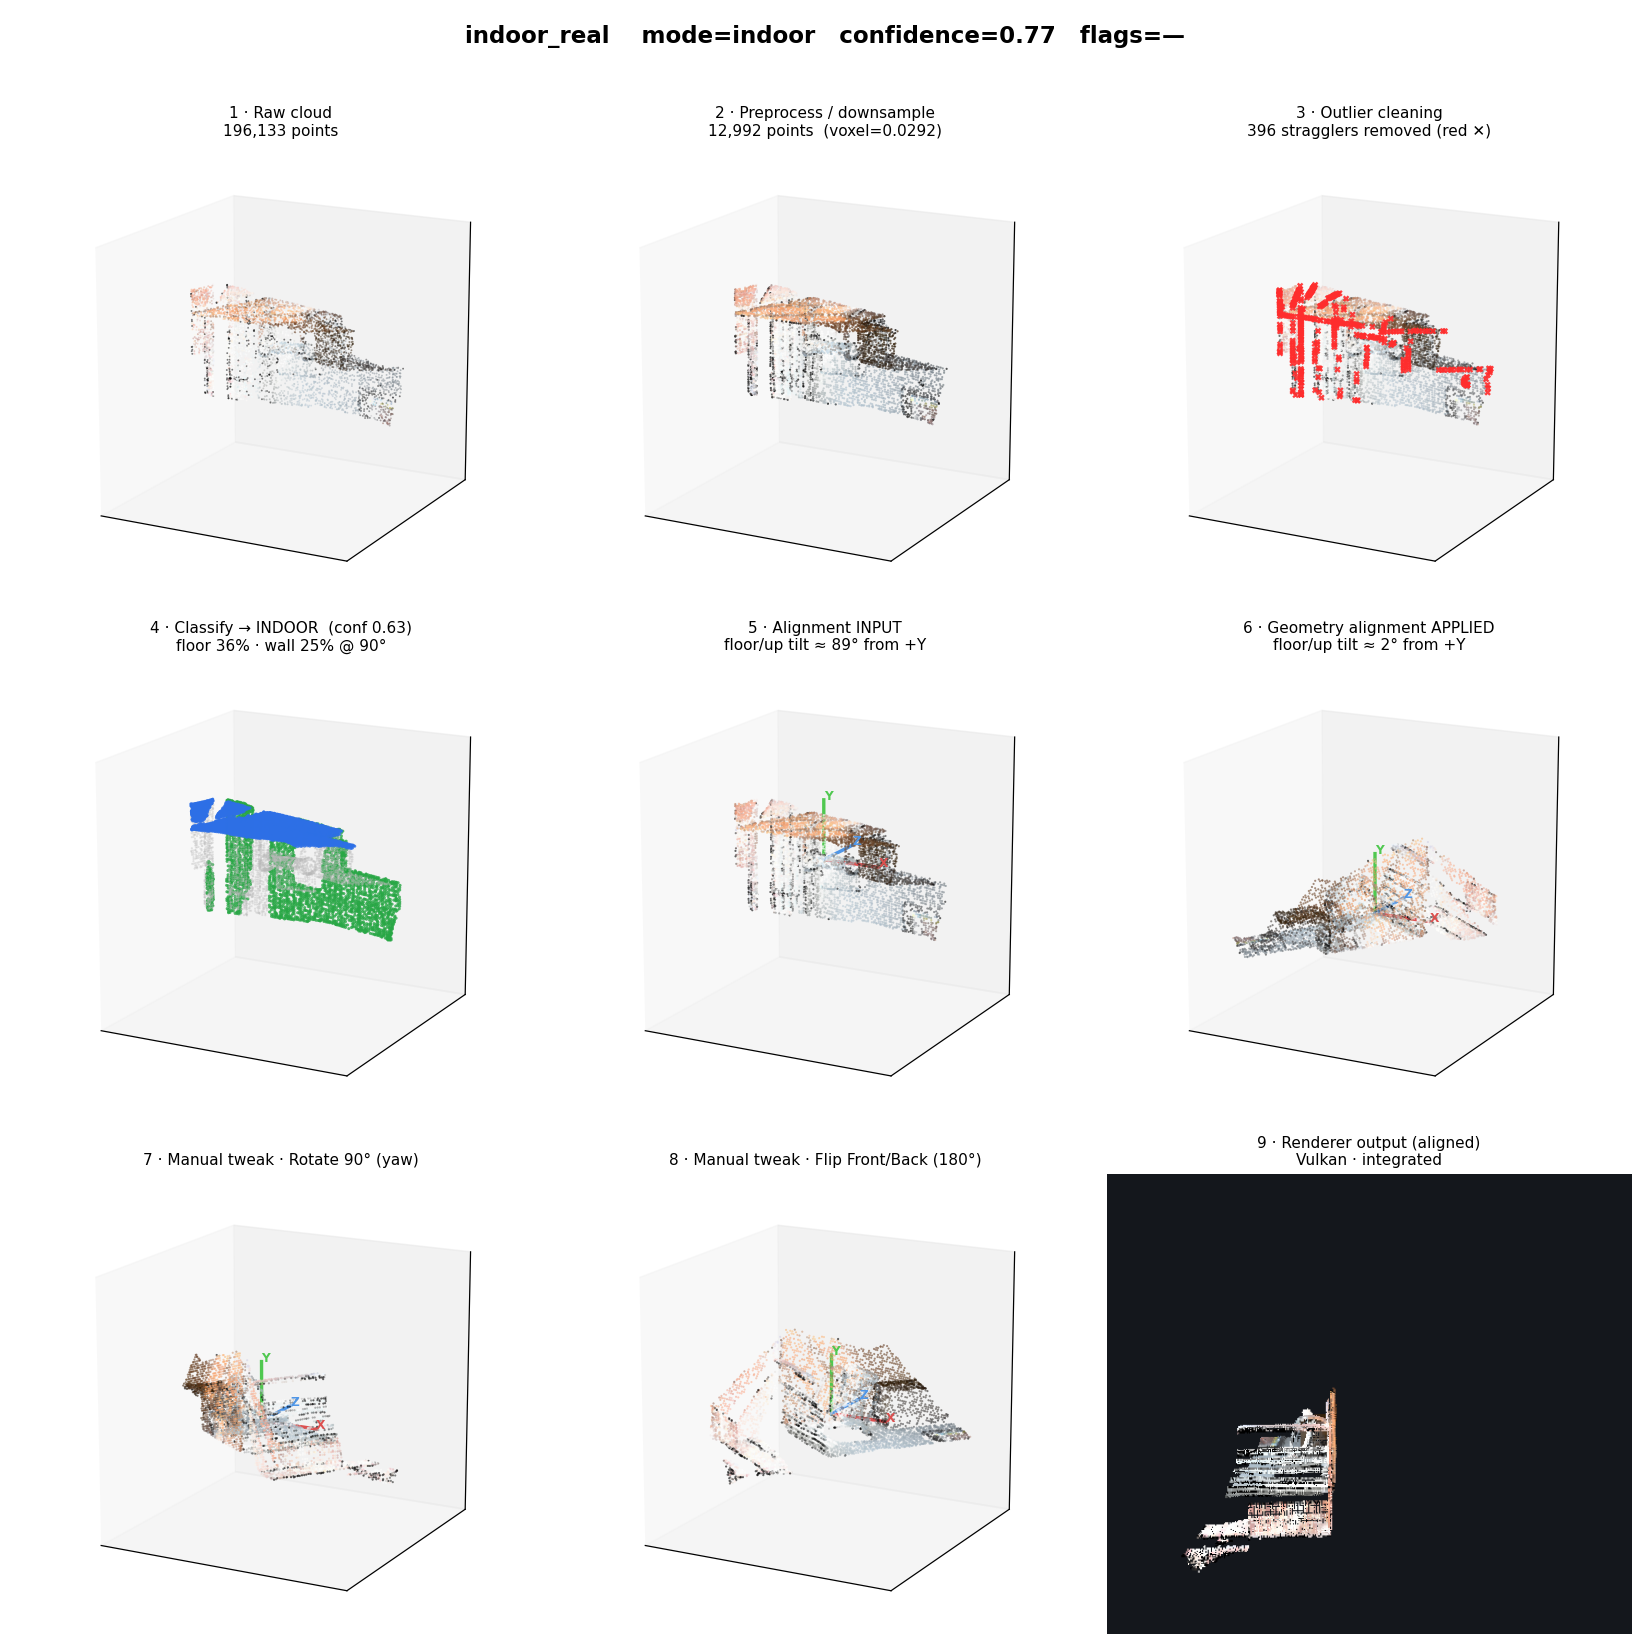 indoor_real    mode=indoor   confidence=0.77   flags=—
1 · Raw cloud
196,133 points
2 · Preprocess / downsample
12,992 points  (voxel=0.0292)
3 · Outlier cleaning
396 stragglers removed (red ✕)
4 · Classify → INDOOR  (conf 0.63)
floor 36% · wall 25% @ 90°
5 · Alignment INPUT
floor/up tilt ≈ 89° from +Y
6 · Geometry alignment APPLIED
floor/up tilt ≈ 2° from +Y
Y
Z
X
Y
Z
X
7 · Manual tweak · Rotate 90° (yaw)
8 · Manual tweak · Flip Front/Back (180°)
9 · Renderer output (aligned)
Vulkan · integrated
Y
Z
X
Y
Z
X